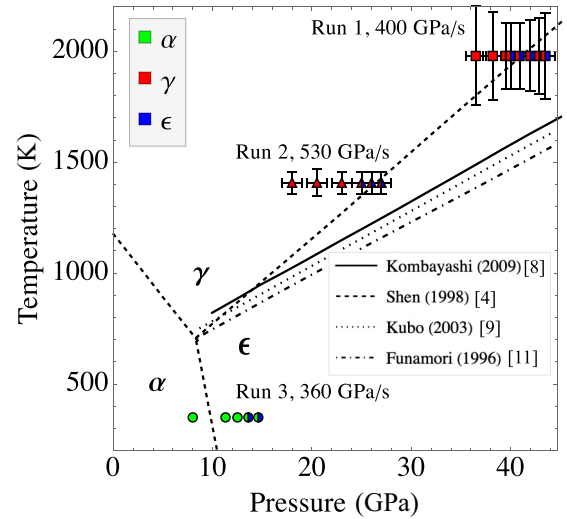 Run 1, 400 GPa/s
α
γ
ϵ
Run 2, 530 GPa/s
γ
ϵ
α
Kombayashi (2009) [8]
Shen (1998) [4]
Kubo (2003) [9]
Funamori (1996) [11]
Run 3, 360 GPa/s
2000
1500
1000
500
0
10
20
30
40
Temperature (K)
Pressure (GPa)